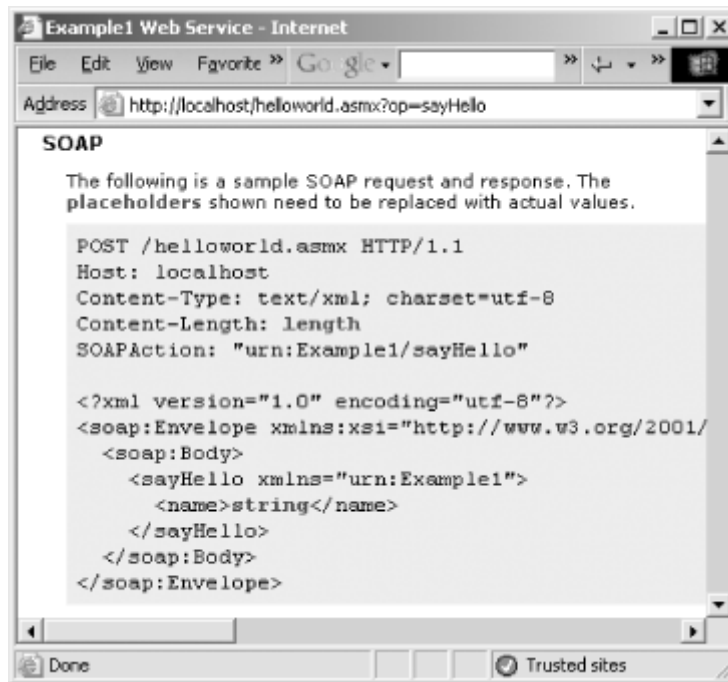 Example1 Web Service - Internet
File Edit View Favorite » Google » »
Address http://localhost/helloworld.asmx?op=sayHello
SOAP
The following is a sample SOAP request and response. The
placeholders shown need to be replaced with actual values.
POST /helloworld.asmx HTTP/1.1
Host: localhost
Content-Type: text/xml; charset=utf-8
Content-Length: length
SOAPAction: "urn:Example1/sayHello"
<?xml version="1.0" encoding="utf-8"?>
<soap:Envelope xmlns:xsi="http://www.w3.org/2001/
<soap:Body>
<sayHello xmlns="urn:Example1">
<name>string</name>
</sayHello>
</soap:Body>
</soap:Envelope>
Done Trusted sites